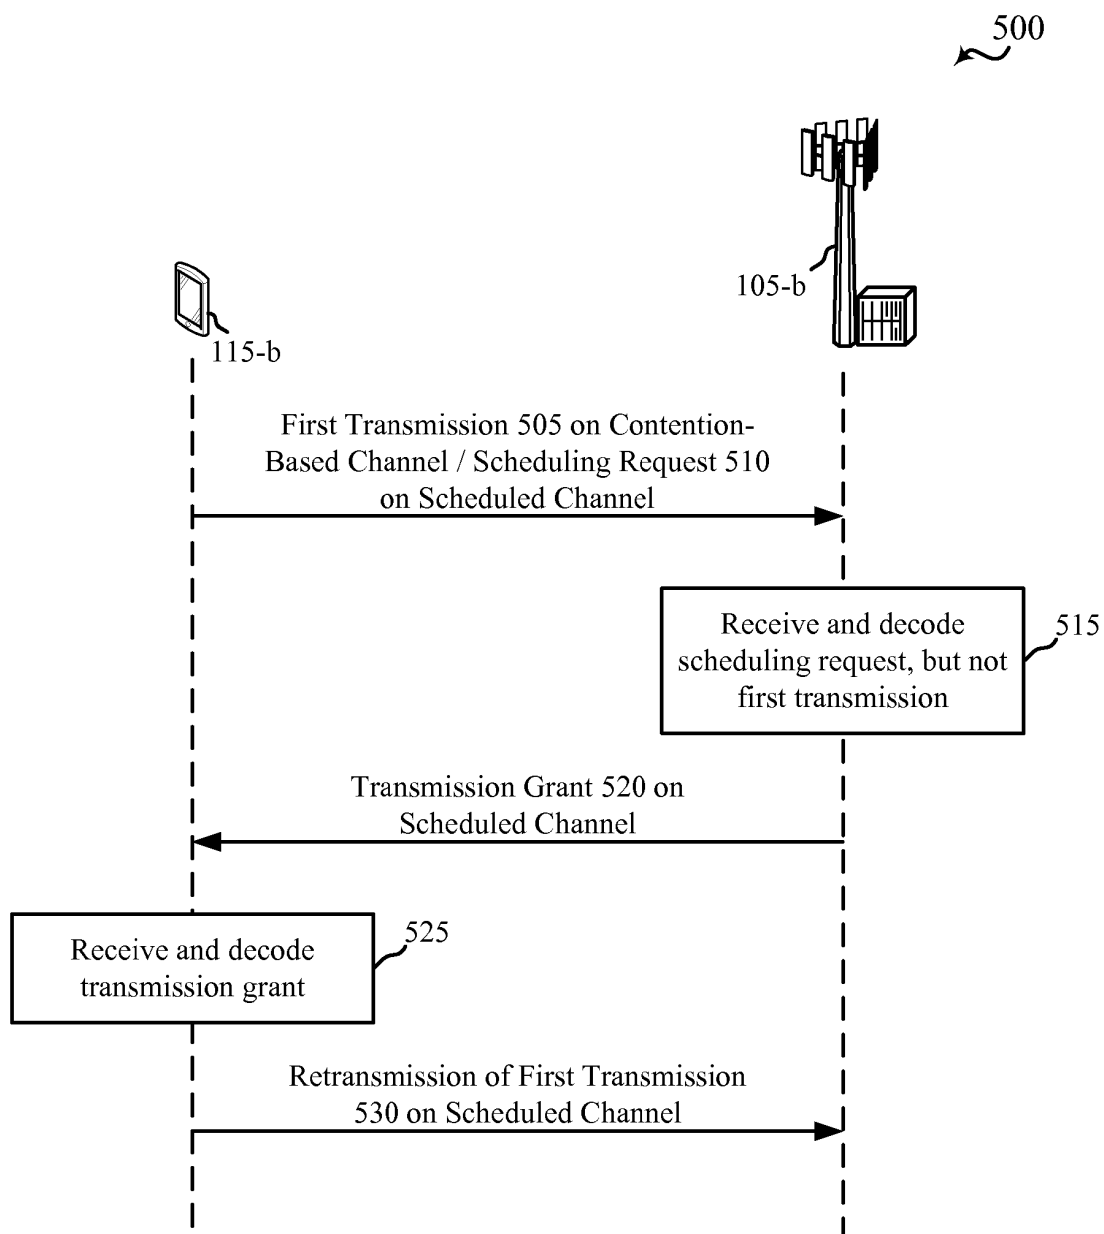 500
105-b
115-b
First Transmission 505 on Contention-
Based Channel / Scheduling Request 510
on Scheduled Channel
Receive and decode
scheduling request, but not
first transmission
515
Transmission Grant 520 on
Scheduled Channel
525
Receive and decode
transmission grant
Retransmission of First Transmission
530 on Scheduled Channel